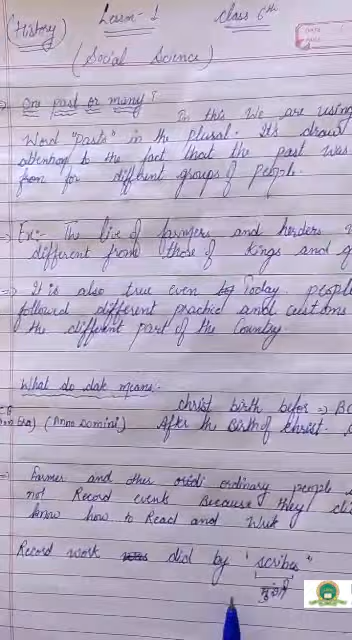 (History) Lesson - 1 Class 6th
(Social Science)
One past or many?
In this We are using
Word "Pasts" in the plural. It's draws
attention to the fact that the past was
from for different groups of people.
Ex:- The live of farmers and herders
different from those of Kings and
=> It is also true even Today. people
followed different practice and customs
the different part of the Country.
What do date means.
christ birth befor => BC
(Anno Domini) After the Birth of christ.
Farmer and other ordinary people
not Record events Because they
know how to Read and Write
Record work did by "scribes"
मुंशी